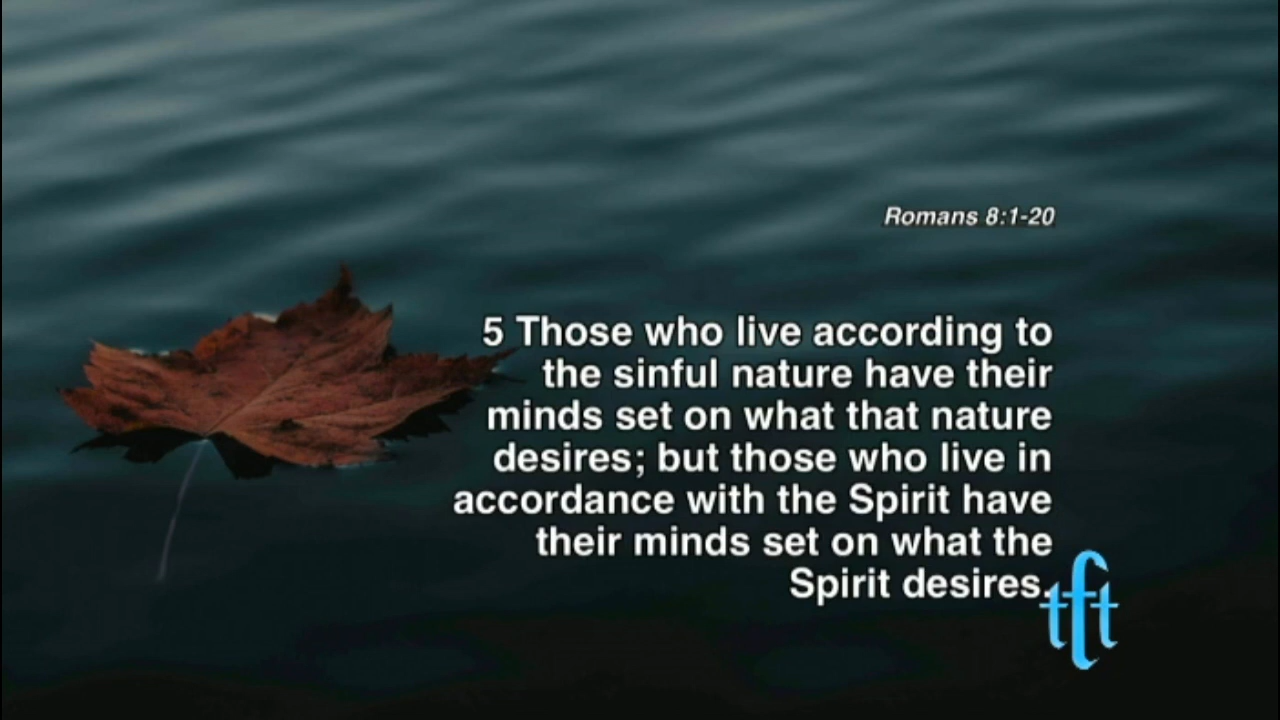 Romans 8:1-20
5 Those who live according to
the sinful nature have their
minds set on what that nature
desires; but those who live in
accordance with the Spirit have
their minds set on what the
Spirit desires.
tft